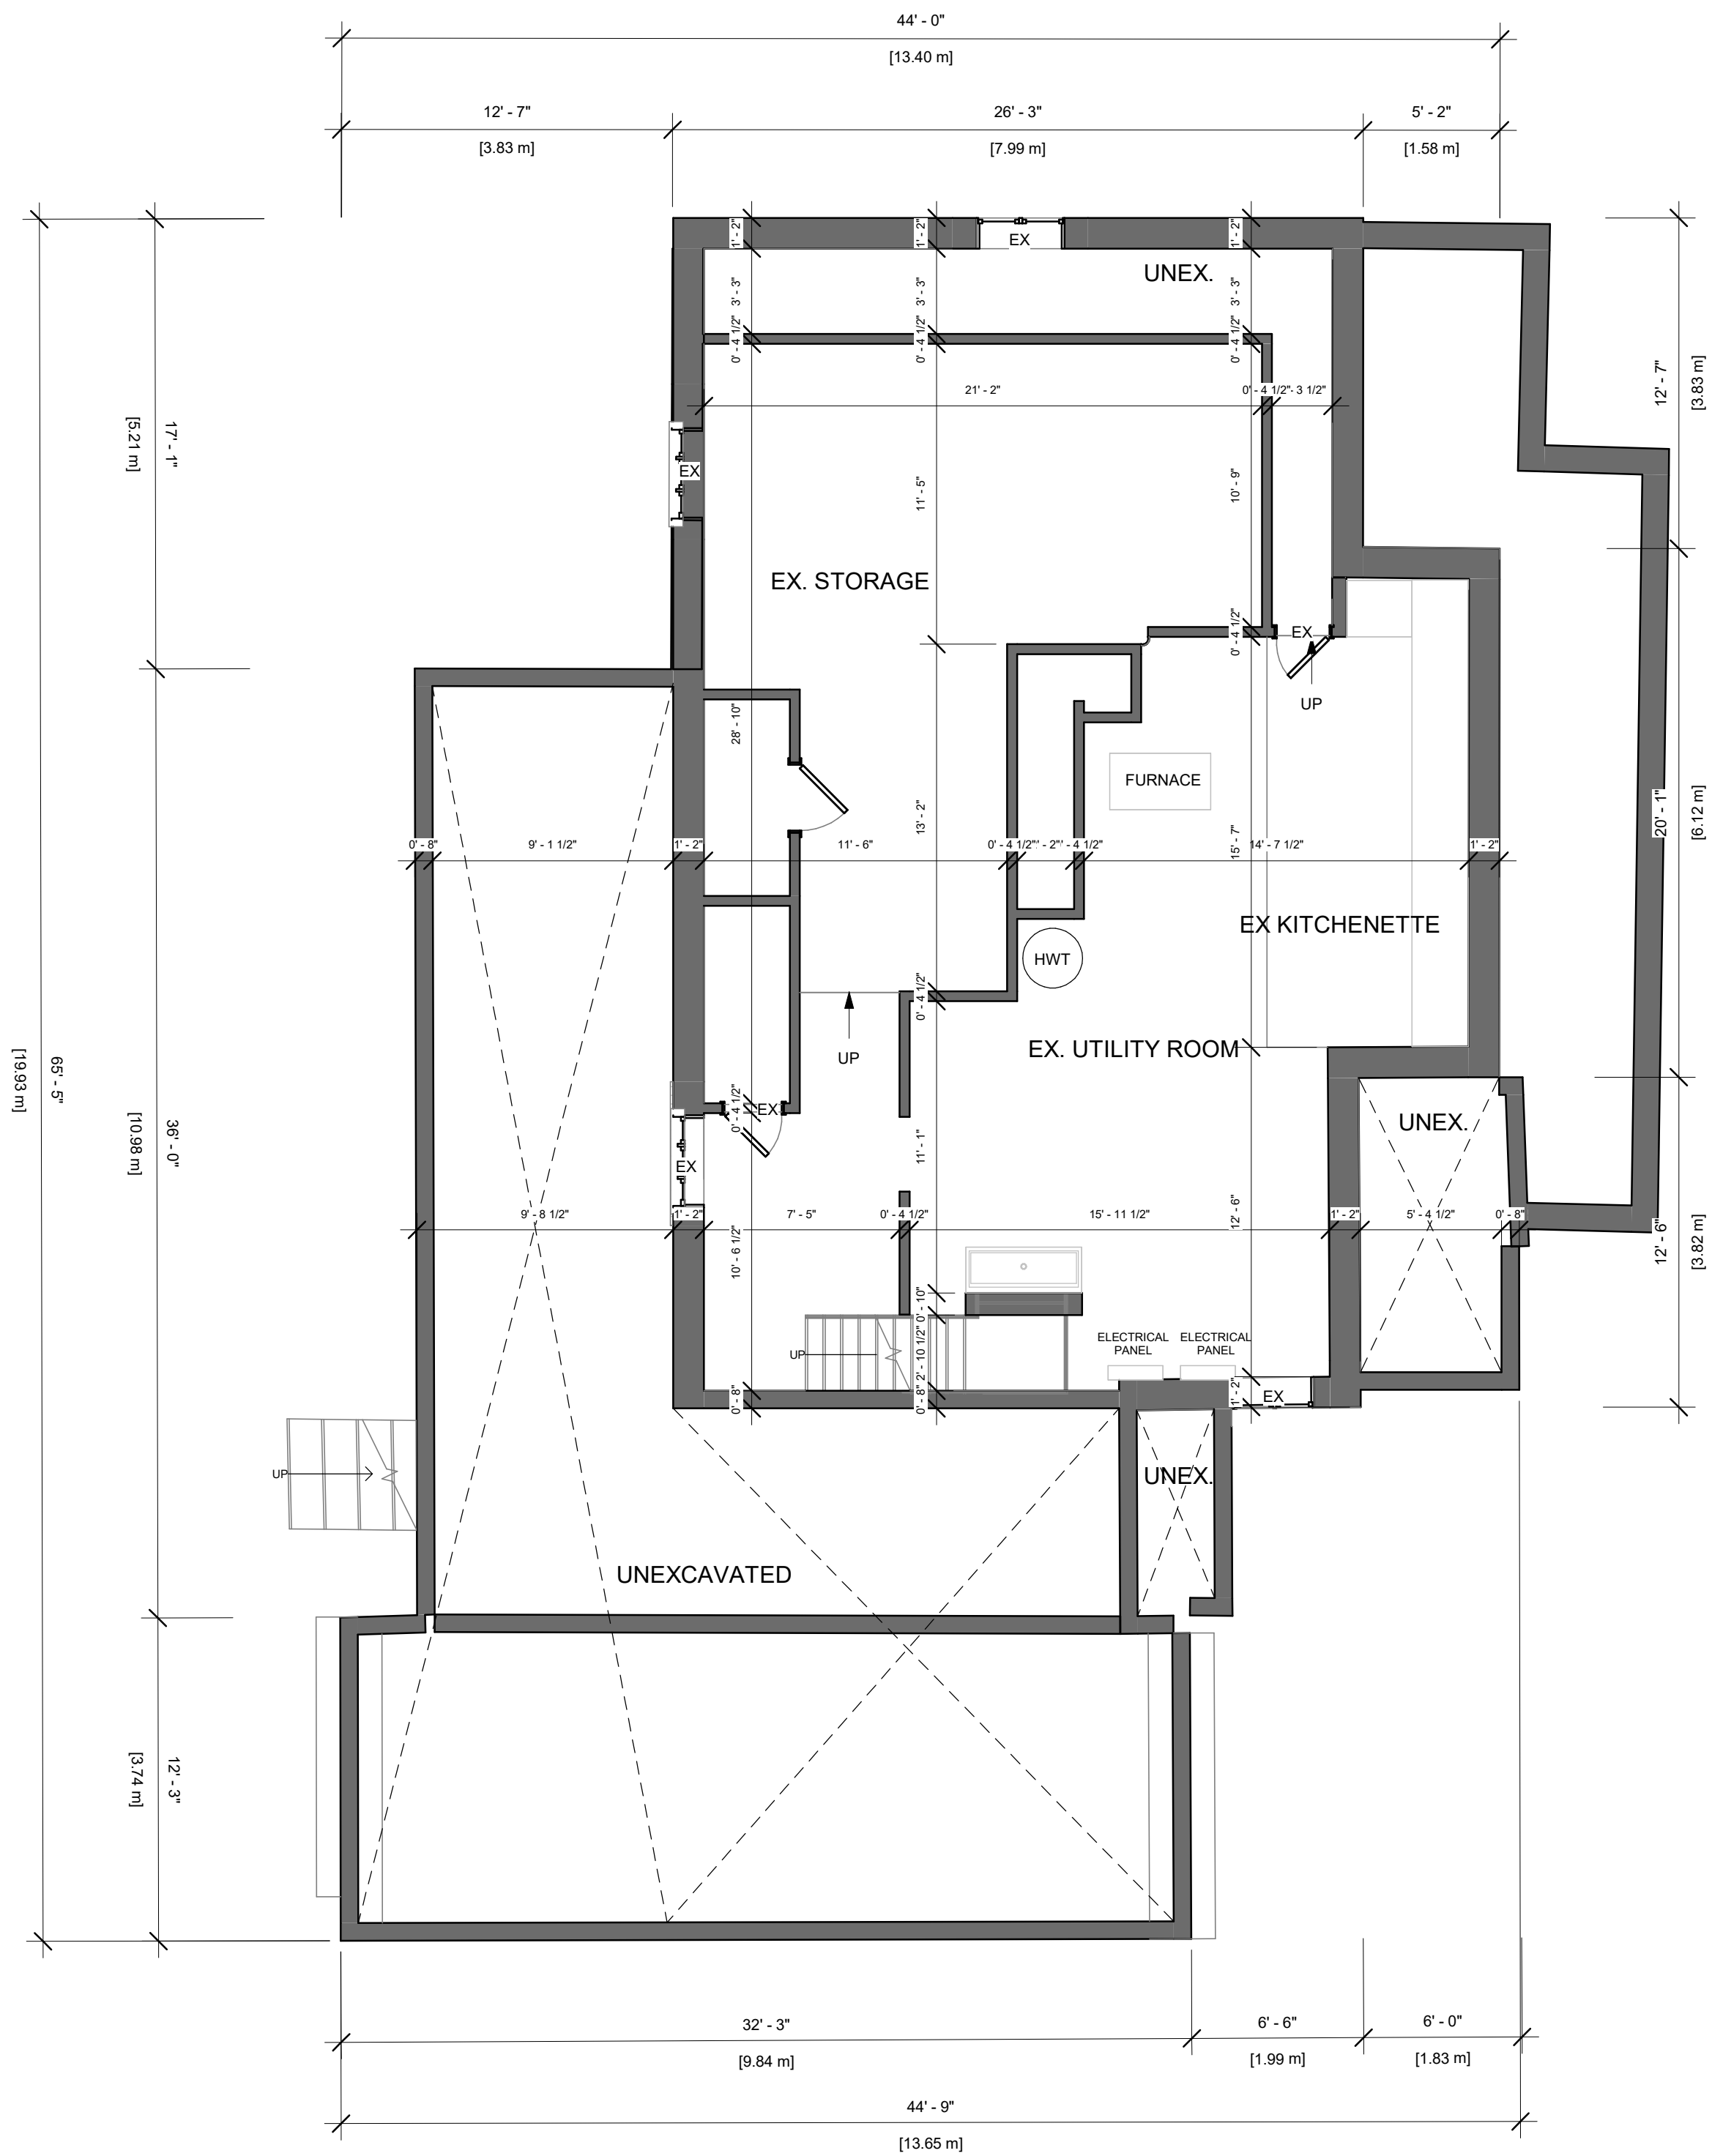 44' - 0"
[13.40 m]
12' - 7"
26' - 3"
5' - 2"
[3.83 m]
[7.99 m]
[1.58 m]
1' - 2"
1' - 2"
EX
1' - 2"
UNEX.
3' - 3"
3' - 3"
3' - 3"
0' - 4 1/2"
0' - 4 1/2"
0' - 4 1/2"
21' - 2"
0' - 4 1/2"
3 1/2"
12' - 7"
[3.83 m]
17' - 1"
[5.21 m]
EX
11' - 5"
10' - 9"
EX. STORAGE
0' - 4 1/2"
EX
UP
28' - 10"
FURNACE
13' - 2"
15' - 7"
20' - 1"
[6.12 m]
0' - 8"
9' - 1 1/2"
1' - 2"
11' - 6"
0' - 4 1/2"
' - 2"
' - 4 1/2"
14' - 7 1/2"
1' - 2"
EX KITCHENETTE
HWT
0' - 4 1/2"
EX. UTILITY ROOM
UP
65' - 5"
[19.93 m]
0' - 4 1/2"
EX
UNEX.
36' - 0"
[10.98 m]
11' - 1"
EX
9' - 8 1/2"
1' - 2"
7' - 5"
0' - 4 1/2"
15' - 11 1/2"
12' - 6"
1' - 2"
5' - 4 1/2"
0' - 8"
12' - 6"
[3.82 m]
10' - 6 1/2"
0' - 10"
ELECTRICAL
PANEL
ELECTRICAL
PANEL
UP
2' - 10 1/2"
0' - 8"
0' - 8"
1' - 2"
EX
UP
UNEX.
UNEXCAVATED
12' - 3"
[3.74 m]
32' - 3"
6' - 6"
6' - 0"
[9.84 m]
[1.99 m]
[1.83 m]
44' - 9"
[13.65 m]